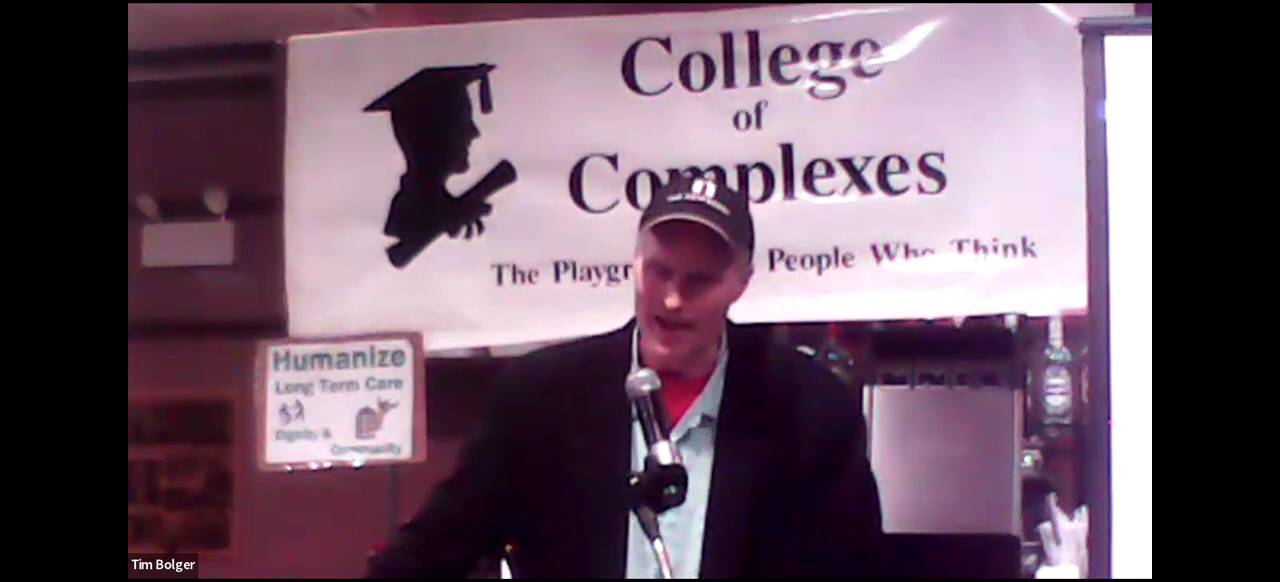 College
of
Complexes
The Playgr People Who Think
Humanize
Long Term Care
Dignity &
Community
Tim Bolger